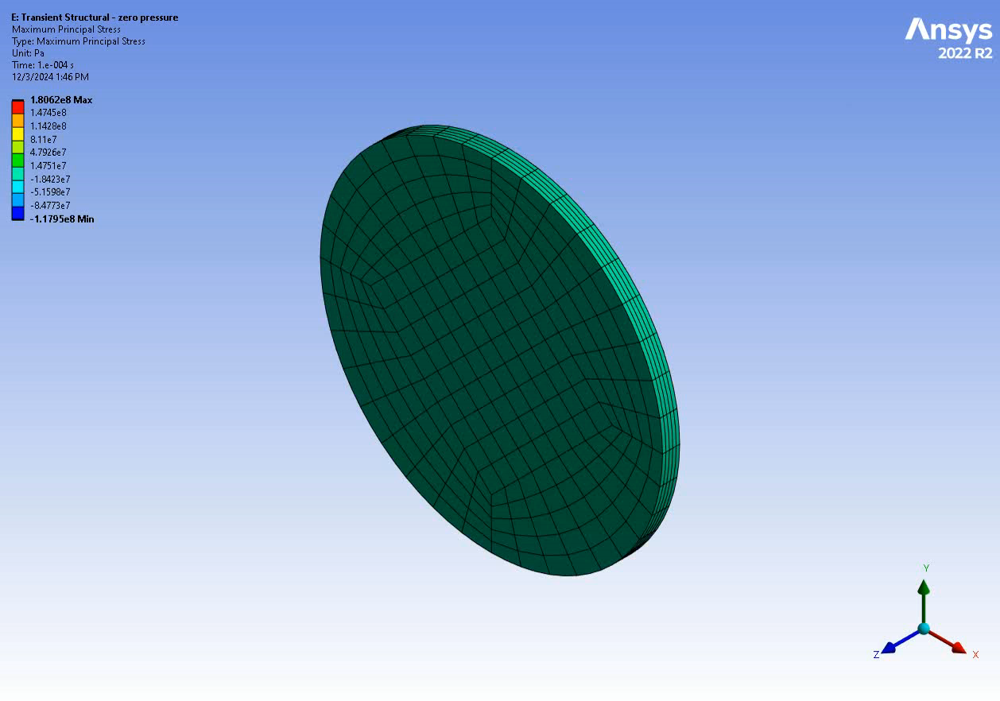 E: Transient Structural - zero pressure
Maximum Principal Stress
Type: Maximum Principal Stress
Unit: Pa
Time: 1.e-004 s
12/3/2024 1:46 PM
1.8062e8 Max
1.4745e8
1.1428e8
8.11e7
4.7926e7
1.4751e7
-1.8423e7
-5.1598e7
-8.4773e7
-1.1795e8 Min
Ansys
2022 R2
Y
Z
X